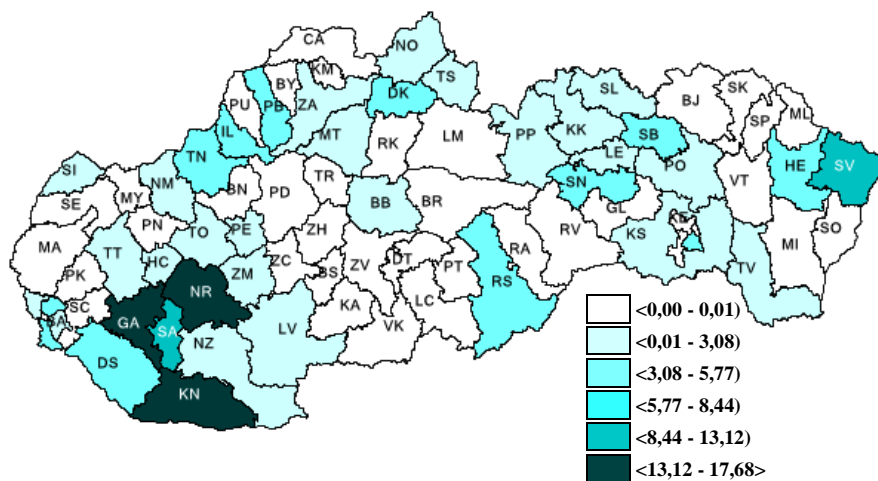 CA
NO
KM
TS
BY
PU
PB
ZA
DK
SL
BJ
SK
ML
SP
IL
MT
RK
LM
PP
KK
SB
TN
LE
PO
HE
SV
SI
NM
BN
PD
TR
SN
VT
SE
MY
BB
BR
GL
KE
PN
TO
PE
ZH
RV
KS
SO
MA
TT
RA
MI
HC
ZM
ZC
BS
ZV
DT
PT
TV
PK
NR
RS
SC
KA
LC
BA
GA
SA
NZ
LV
VK
DS
KN
<0,00 - 0,01)
<0,01 - 3,08)
<3,08 - 5,77)
<5,77 - 8,44)
<8,44 - 13,12)
<13,12 - 17,68>